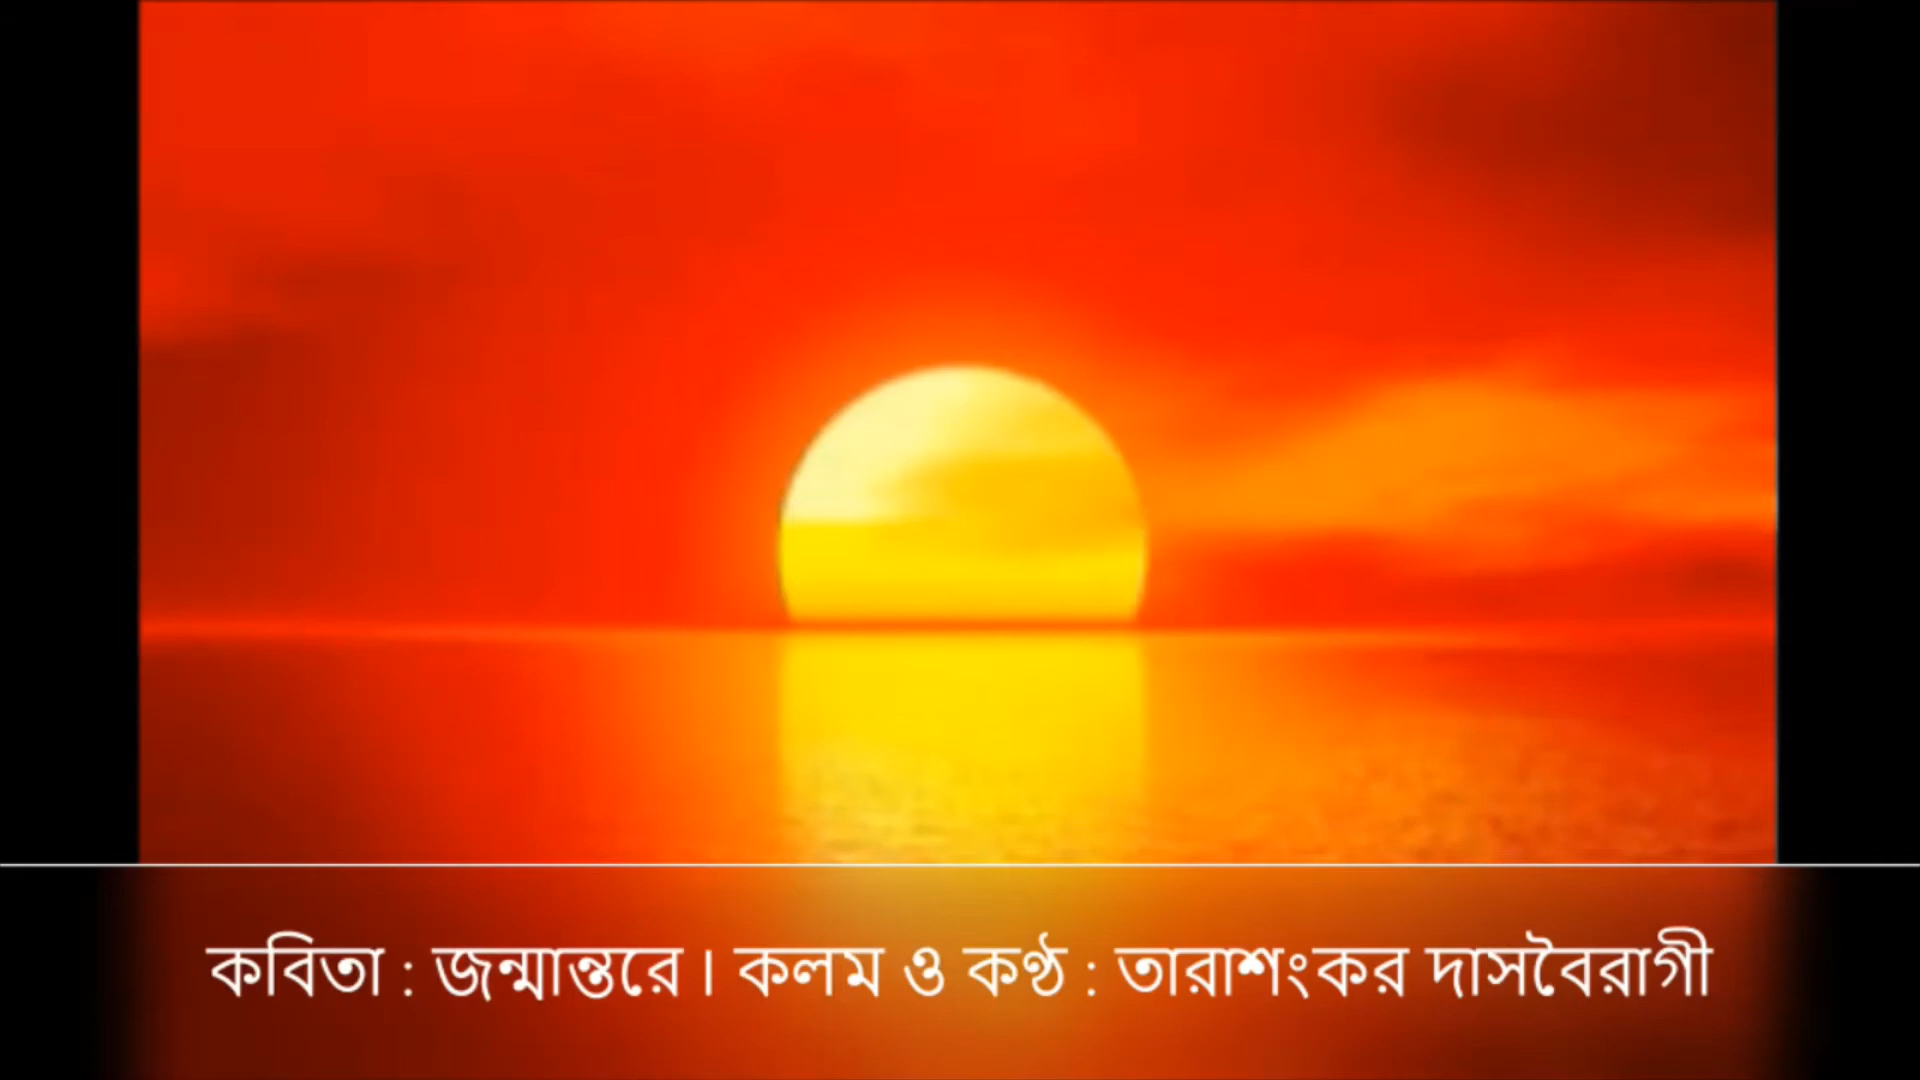 কবিতা : জন্মান্তরে । কলম ও কণ্ঠ : তারাশংকর দাসবৈরাগী